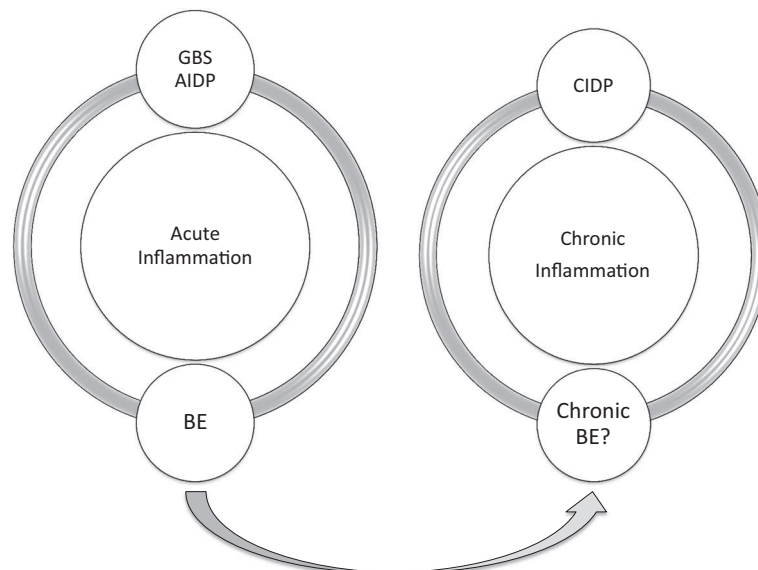 GBS
AIDP
Acute
Inflammation
BE
CIDP
Chronic
Inflammation
Chronic
BE?